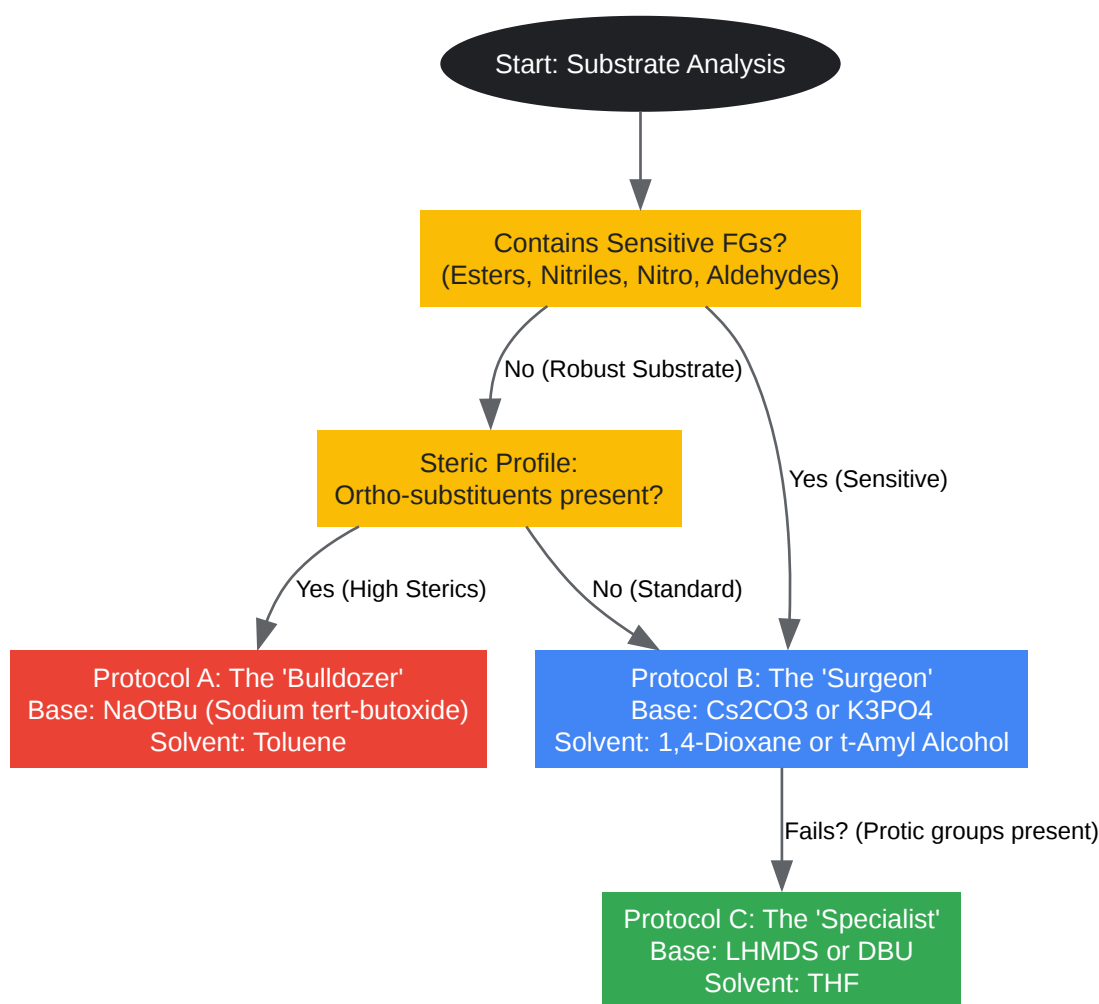 Start: Substrate Analysis
Contains Sensitive FGs?
(Esters, Nitriles, Nitro, Aldehydes)
No (Robust Substrate)
Steric Profile:
Ortho-substituents present?
Yes (Sensitive)
Yes (High Sterics)
No (Standard)
Protocol A: The 'Bulldozer'
Base: NaOtBu (Sodium tert-butoxide)
Solvent: Toluene
Protocol B: The 'Surgeon'
Base: Cs2CO3 or K3PO4
Solvent: 1,4-Dioxane or t-Amyl Alcohol
Fails? (Protic groups present)
Protocol C: The 'Specialist'
Base: LHMDS or DBU
Solvent: THF